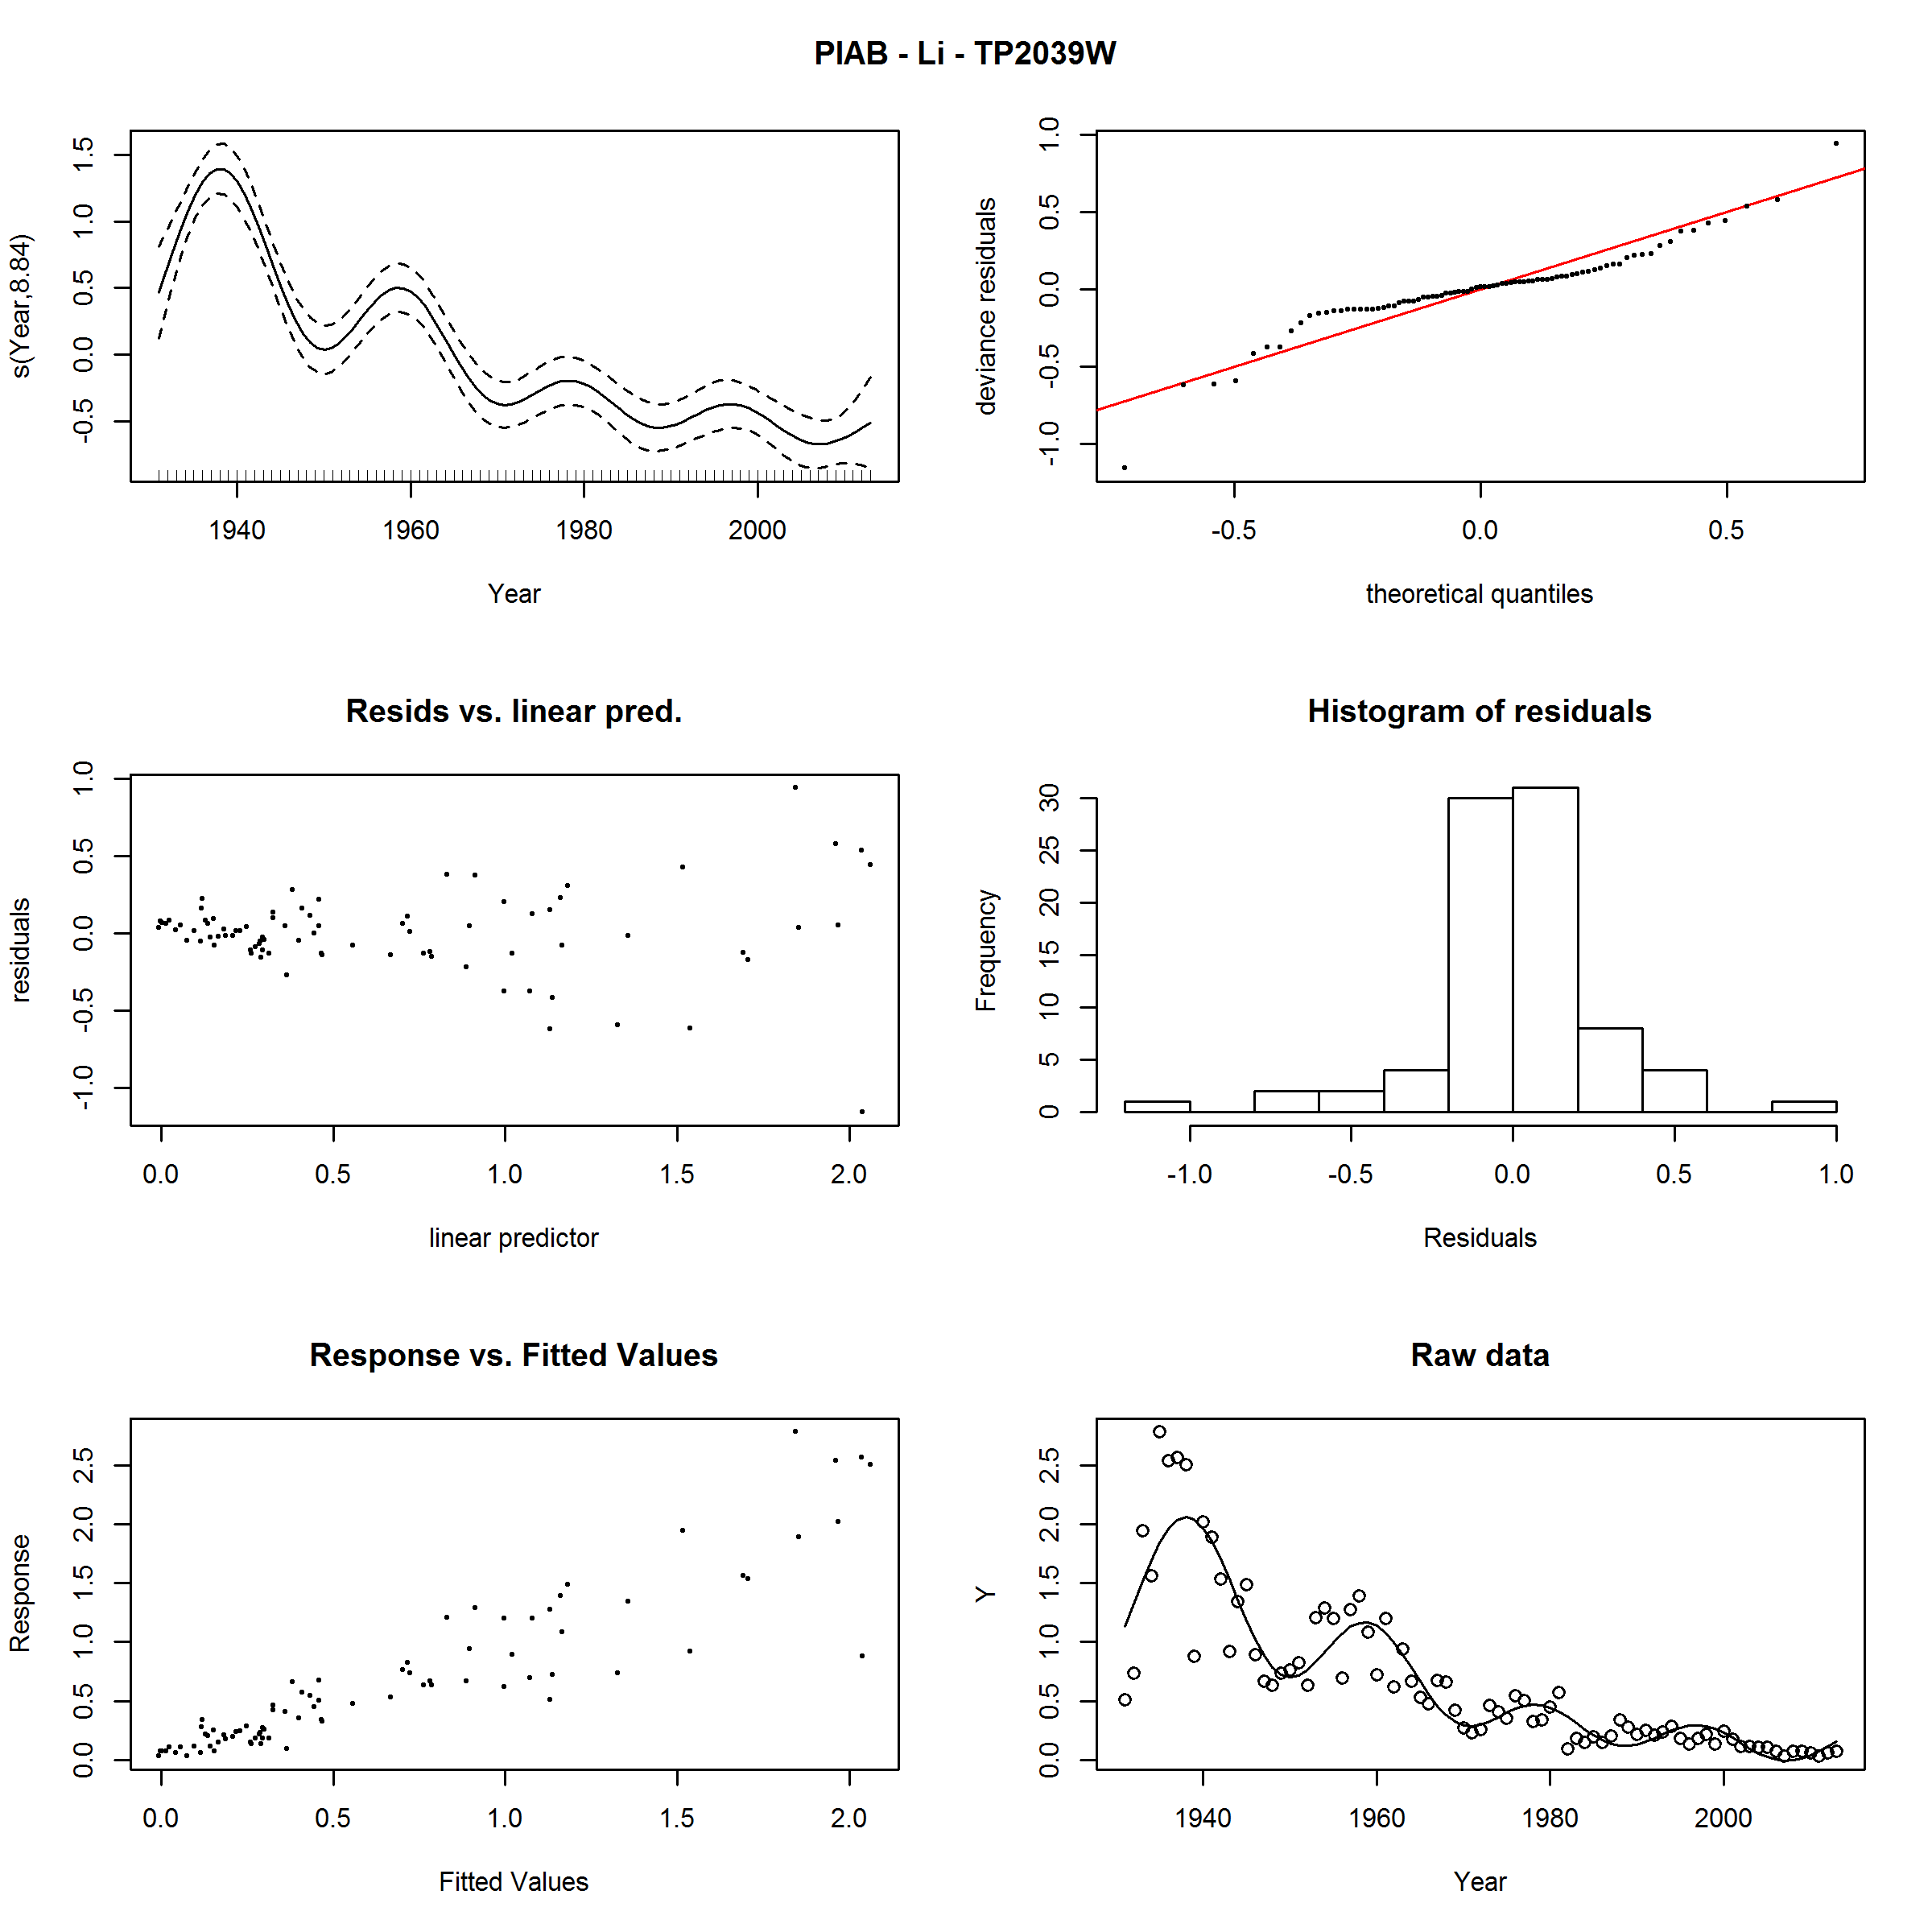 PIAB - Li - TP2039W
s(Year,8.84)
-0.5 0.0 0.5 1.0 1.5
1940 1960 1980 2000
Year
deviance residuals
-1.0 -0.5 0.0 0.5 1.0
-0.5 0.0 0.5
theoretical quantiles
Resids vs. linear pred.
residuals
-1.0 -0.5 0.0 0.5 1.0
0.0 0.5 1.0 1.5 2.0
linear predictor
Histogram of residuals
Frequency
0 5 10 15 20 25 30
-1.0 -0.5 0.0 0.5 1.0
Residuals
Response vs. Fitted Values
Response
0.0 0.5 1.0 1.5 2.0 2.5
0.0 0.5 1.0 1.5 2.0
Fitted Values
Raw data
Y
0.0 0.5 1.0 1.5 2.0 2.5
1940 1960 1980 2000
Year